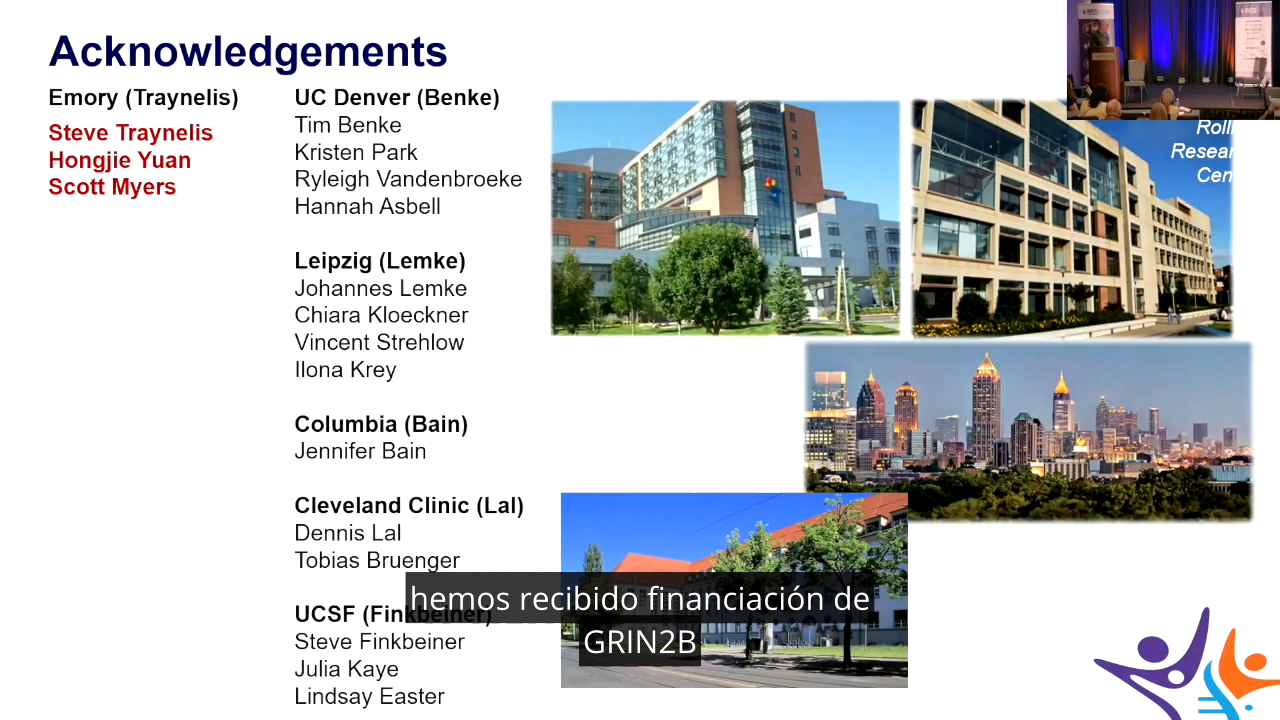 Acknowledgements
Emory (Traynelis)
Steve Traynelis
Hongjie Yuan
Scott Myers
UC Denver (Benke)
Tim Benke
Kristen Park
Ryleigh Vandenbroeke
Hannah Asbell
Leipzig (Lemke)
Johannes Lemke
Chiara Kloeckner
Vincent Strehlow
Ilona Krey
Columbia (Bain)
Jennifer Bain
Cleveland Clinic (Lal)
Dennis Lal
Tobias Bruenger
UCSF (Finkbeiner)
Steve Finkbeiner
Julia Kaye
Lindsay Easter
hemos recibido financiación de
GRIN2B